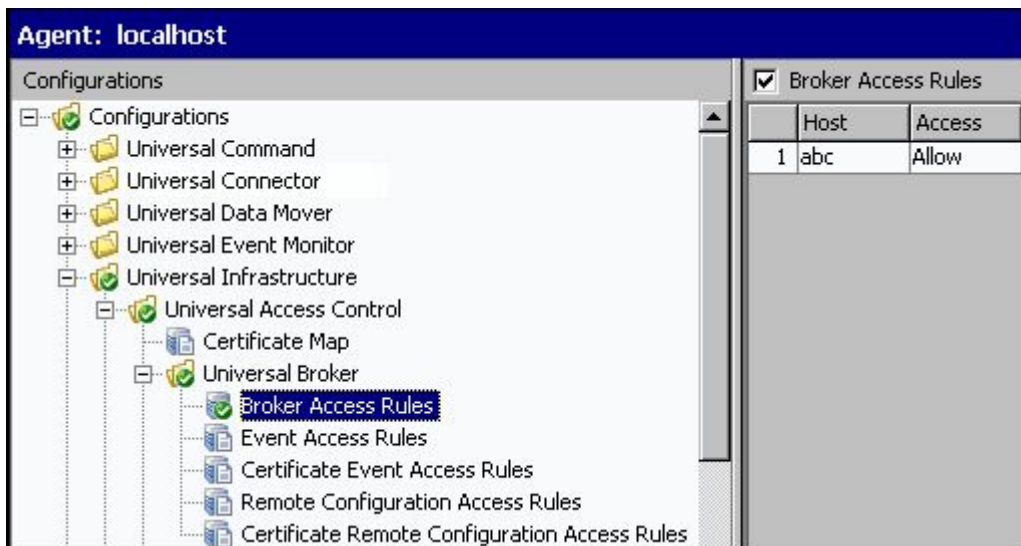 Agent: localhost
Configurations
Configurations
Universal Command
Universal Connector
Universal Data Mover
Universal Event Monitor
Universal Infrastructure
Universal Access Control
Certificate Map
Universal Broker
Broker Access Rules
Event Access Rules
Certificate Event Access Rules
Remote Configuration Access Rules
Certificate Remote Configuration Access Rules
Broker Access Rules
Host Access
1 abc Allow